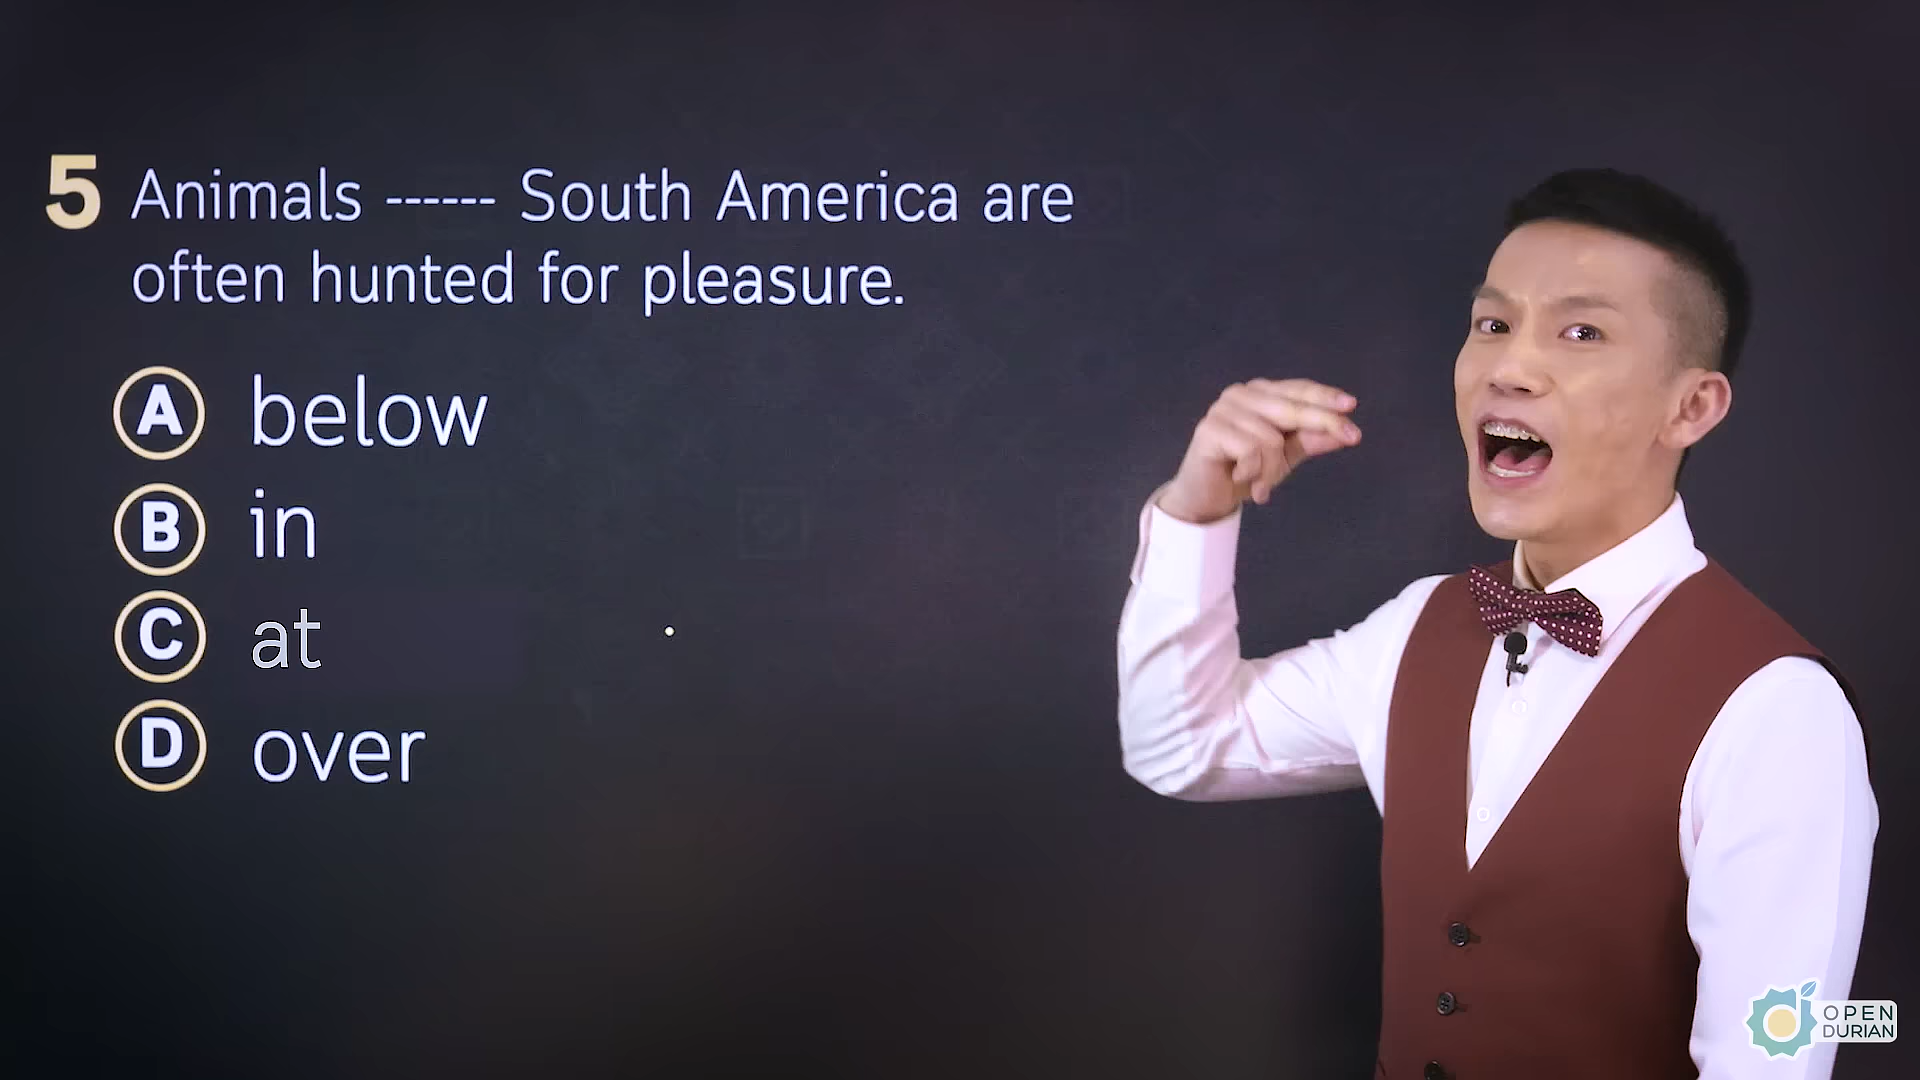 5 Animals ------ South America are
often hunted for pleasure.
A below
B in
C at
D over
OPEN
DURIAN